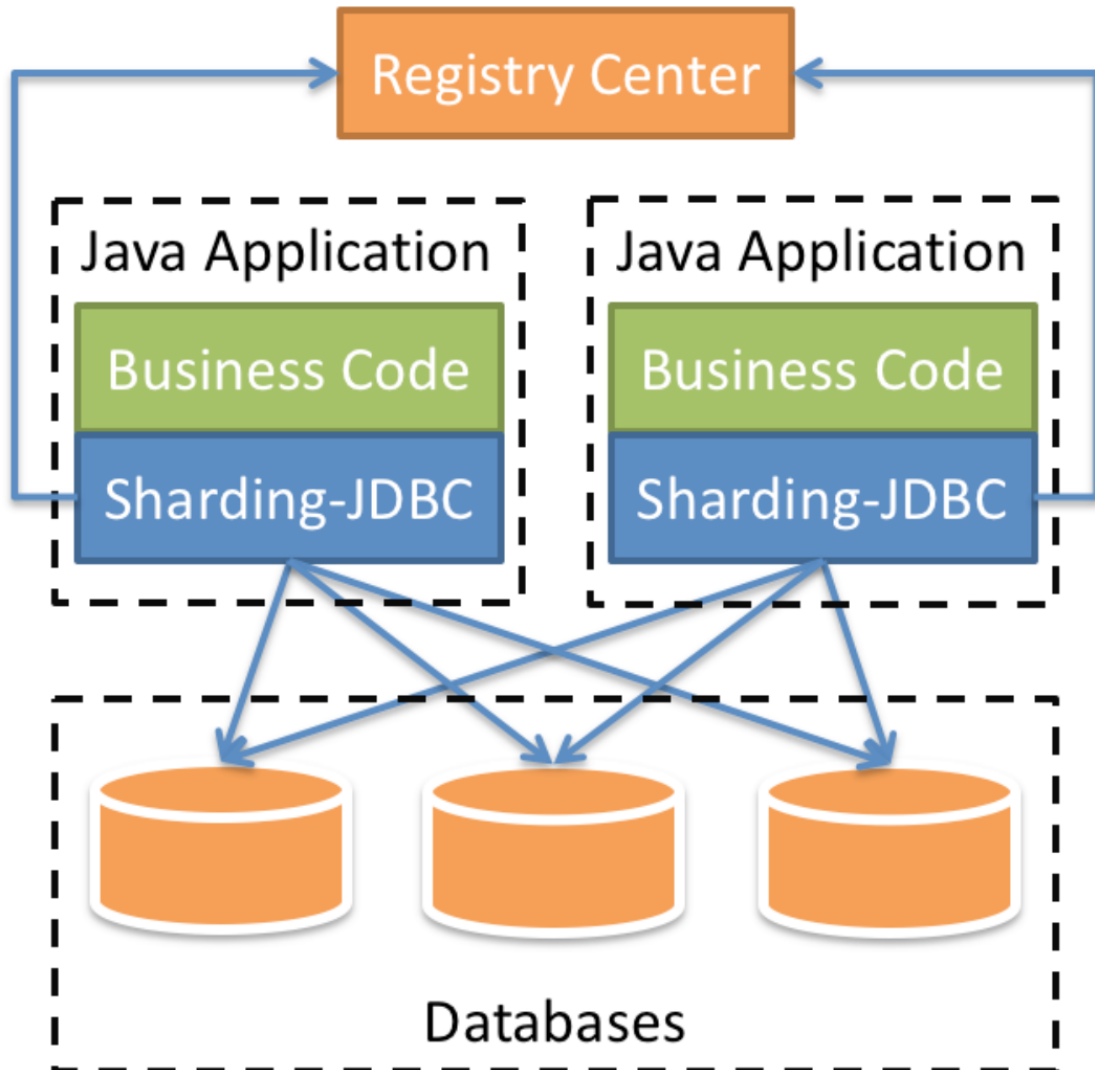 Registry Center
Java Application
Java Application
Business Code
Business Code
Sharding-JDBC
Sharding-JDBC
Databases